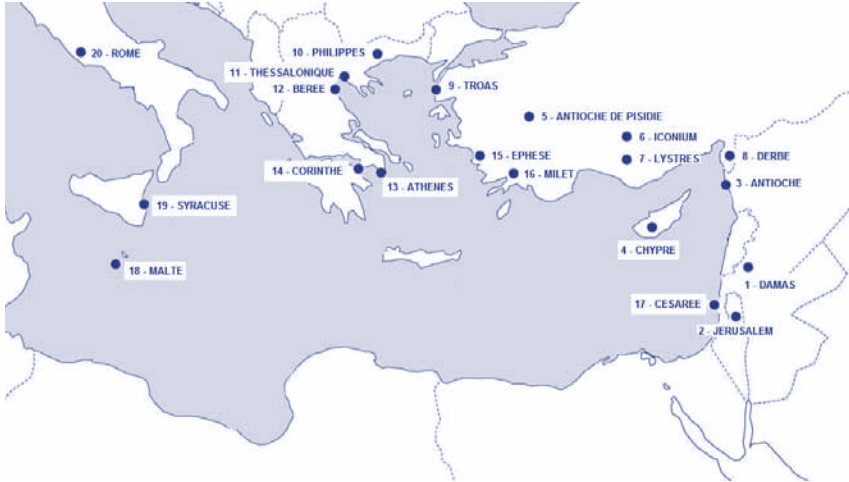 20 - ROME
10 - PHILIPPES
11 - THESSALONIQUE
12 - BEREE
9 - TROAS
5 - ANTIOCHE DE PISIDIE
6 - ICONIUM
15 - EPHESE
7 - LYSTRES
8 - DERBE
14 - CORINTHE
13 - ATHENES
16 - MILET
3 - ANTIOCHE
19 - SYRACUSE
4 - CHYPRE
18 - MALTE
1 - DAMAS
17 - CESAREE
2 - JERUSALEM